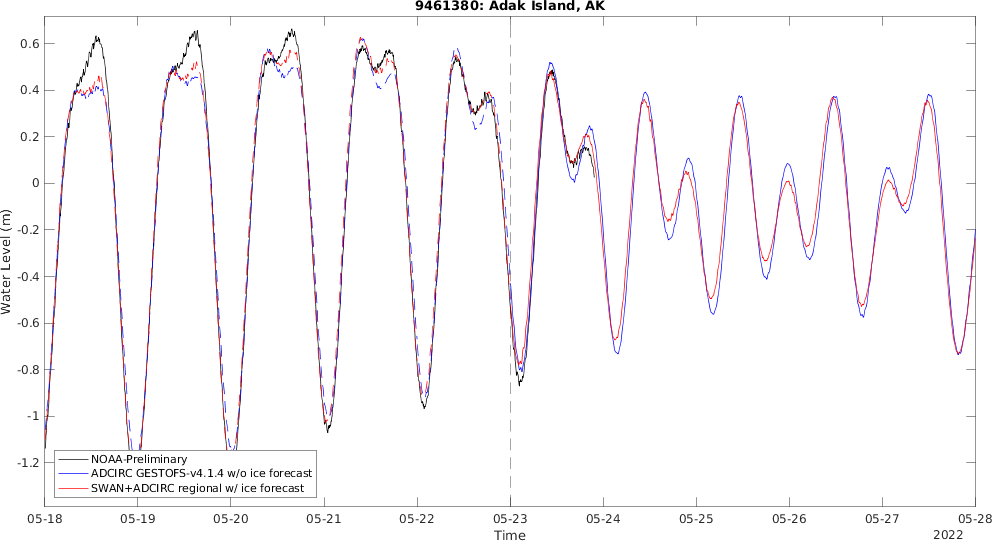 9461380: Adak Island, AK
Water Level (m)
0.6
0.4
0.2
0
-0.2
-0.4
-0.6
-0.8
-1
-1.2
NOAA-Preliminary
ADCIRC GESTOFS-v4.1.4 w/o ice forecast
SWAN+ADCIRC regional w/ ice forecast
05-18 05-19 05-20 05-21 05-22 05-23 05-24 05-25 05-26 05-27 05-28
Time
2022